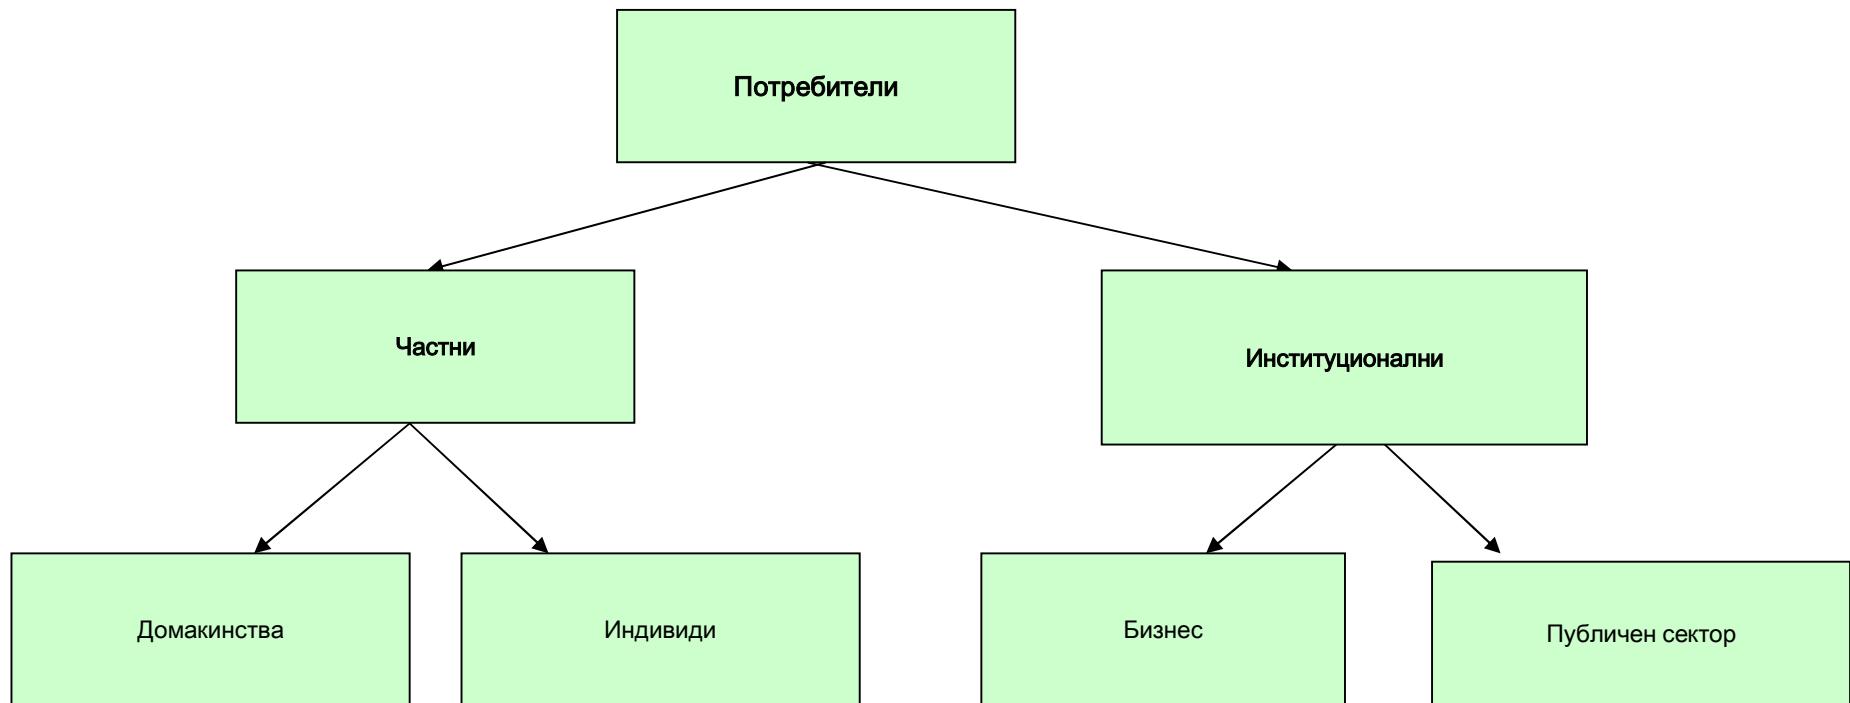 Потребители
Частни
Институционални
Домакинства
Индивиди
Бизнес
Публичен сектор